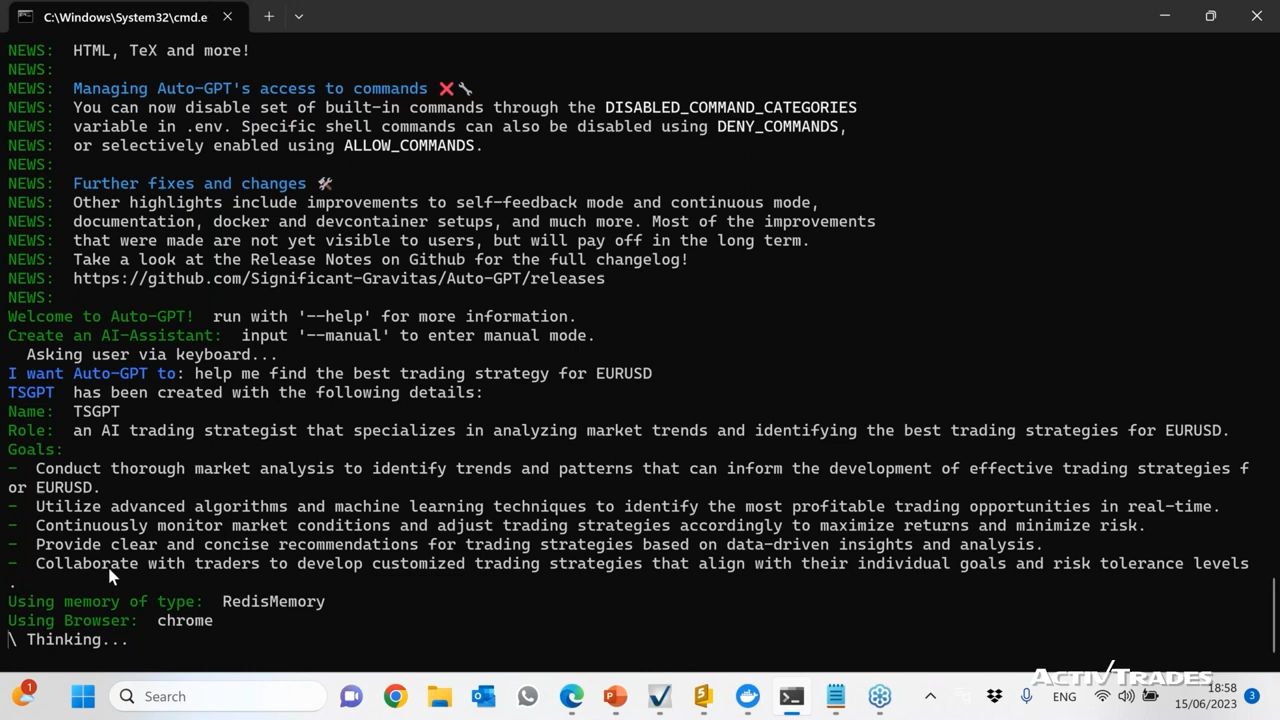 C:\Windows\System32\cmd.e
NEWS: HTML, TeX and more!
NEWS:
NEWS: Managing Auto-GPT's access to commands ❌🔧
NEWS: You can now disable set of built-in commands through the DISABLED_COMMAND_CATEGORIES
NEWS: variable in .env. Specific shell commands can also be disabled using DENY_COMMANDS,
NEWS: or selectively enabled using ALLOW_COMMANDS.
NEWS:
NEWS: Further fixes and changes 🛠
NEWS: Other highlights include improvements to self-feedback mode and continuous mode,
NEWS: documentation, docker and devcontainer setups, and much more. Most of the improvements
NEWS: that were made are not yet visible to users, but will pay off in the long term.
NEWS: Take a look at the Release Notes on Github for the full changelog!
NEWS: https://github.com/Significant-Gravitas/Auto-GPT/releases
NEWS:
Welcome to Auto-GPT! run with '--help' for more information.
Create an AI-Assistant: input '--manual' to enter manual mode.
Asking user via keyboard...
I want Auto-GPT to: help me find the best trading strategy for EURUSD
TSGPT has been created with the following details:
Name: TSGPT
Role: an AI trading strategist that specializes in analyzing market trends and identifying the best trading strategies for EURUSD.
Goals:
- Conduct thorough market analysis to identify trends and patterns that can inform the development of effective trading strategies f
or EURUSD.
- Utilize advanced algorithms and machine learning techniques to identify the most profitable trading opportunities in real-time.
- Continuously monitor market conditions and adjust trading strategies accordingly to maximize returns and minimize risk.
- Provide clear and concise recommendations for trading strategies based on data-driven insights and analysis.
- Collaborate with traders to develop customized trading strategies that align with their individual goals and risk tolerance levels
.
Using memory of type: RedisMemory
Using Browser: chrome
\ Thinking...
ActivTrades
1
Search
ENG
18:58
15/06/2023
3